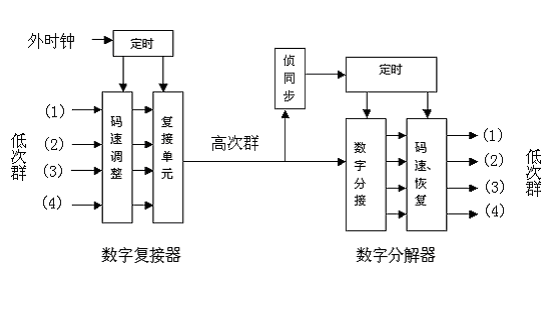 外时钟
定时
(1)
(2)
(3)
(4)
低次群
码速调整
复接单元
高次群
侦同步
定时
数字分接
码速、恢复
(1)
(2)
(3)
(4)
低次群
数字复接器
数字分解器